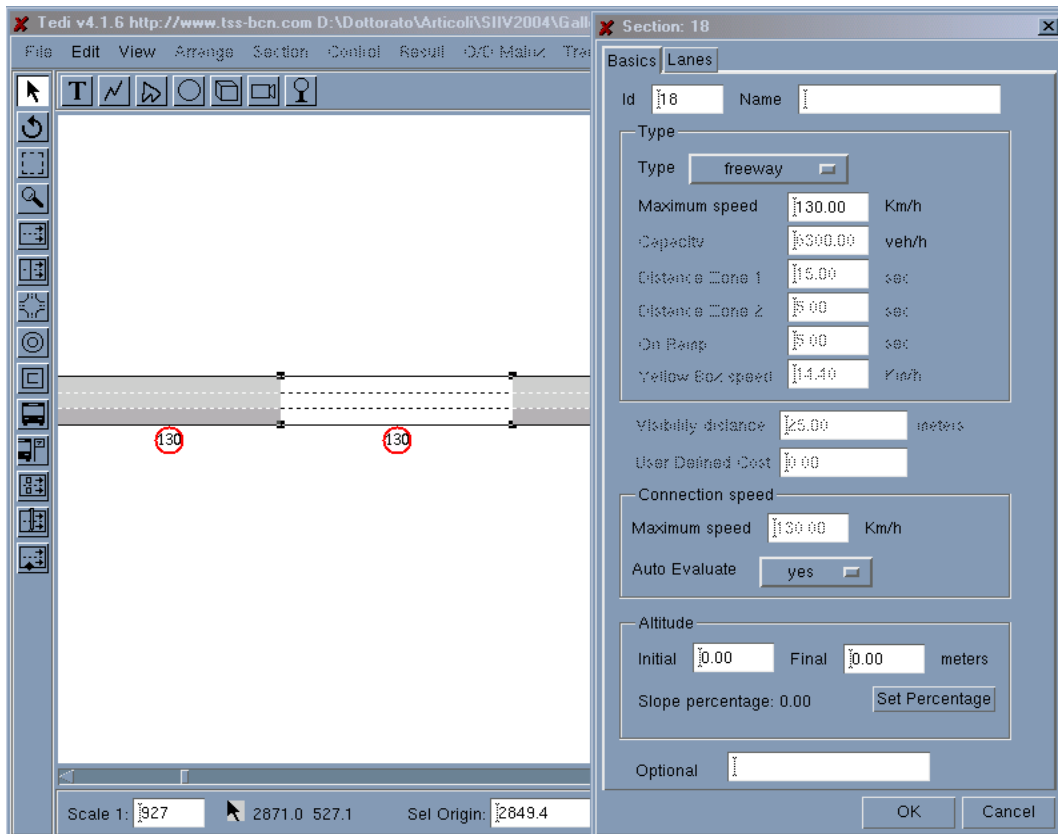 Tedi v4.1.6 http://www.tss-bcn.com D:\Dottorato\Articoli\SIIV2004\Gall
File Edit View Arrange Section Control Result O/D Matrix Tra
T
130 130
Scale 1: 927 2871.0 527.1 Sel Origin: 2849.4
Section: 18
Basics Lanes
Id 18 Name
Type
Type freeway
Maximum speed 130.00 Km/h
Capacity 6300.00 veh/h
Distance Zone 1 15.00 sec
Distance Zone 2 5.00 sec
On Ramp 5.00 sec
Yellow Box speed 14.40 Km/h
Visibility distance 25.00 meters
User Defined Cost 0.00
Connection speed
Maximum speed 130.00 Km/h
Auto Evaluate yes
Altitude
Initial 0.00 Final 0.00 meters
Slope percentage: 0.00 Set Percentage
Optional
OK Cancel